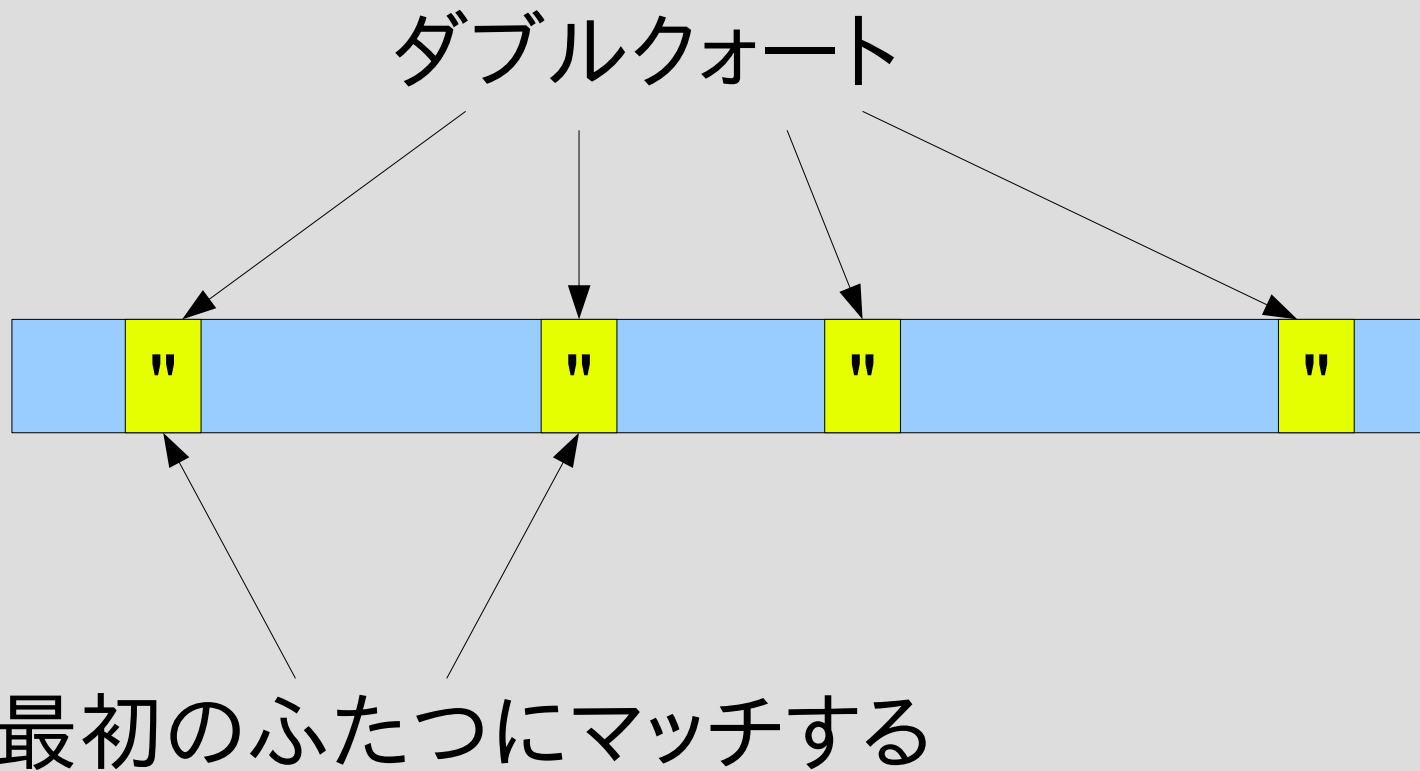 ダブルクォート
" " " "
最初のふたつにマッチする